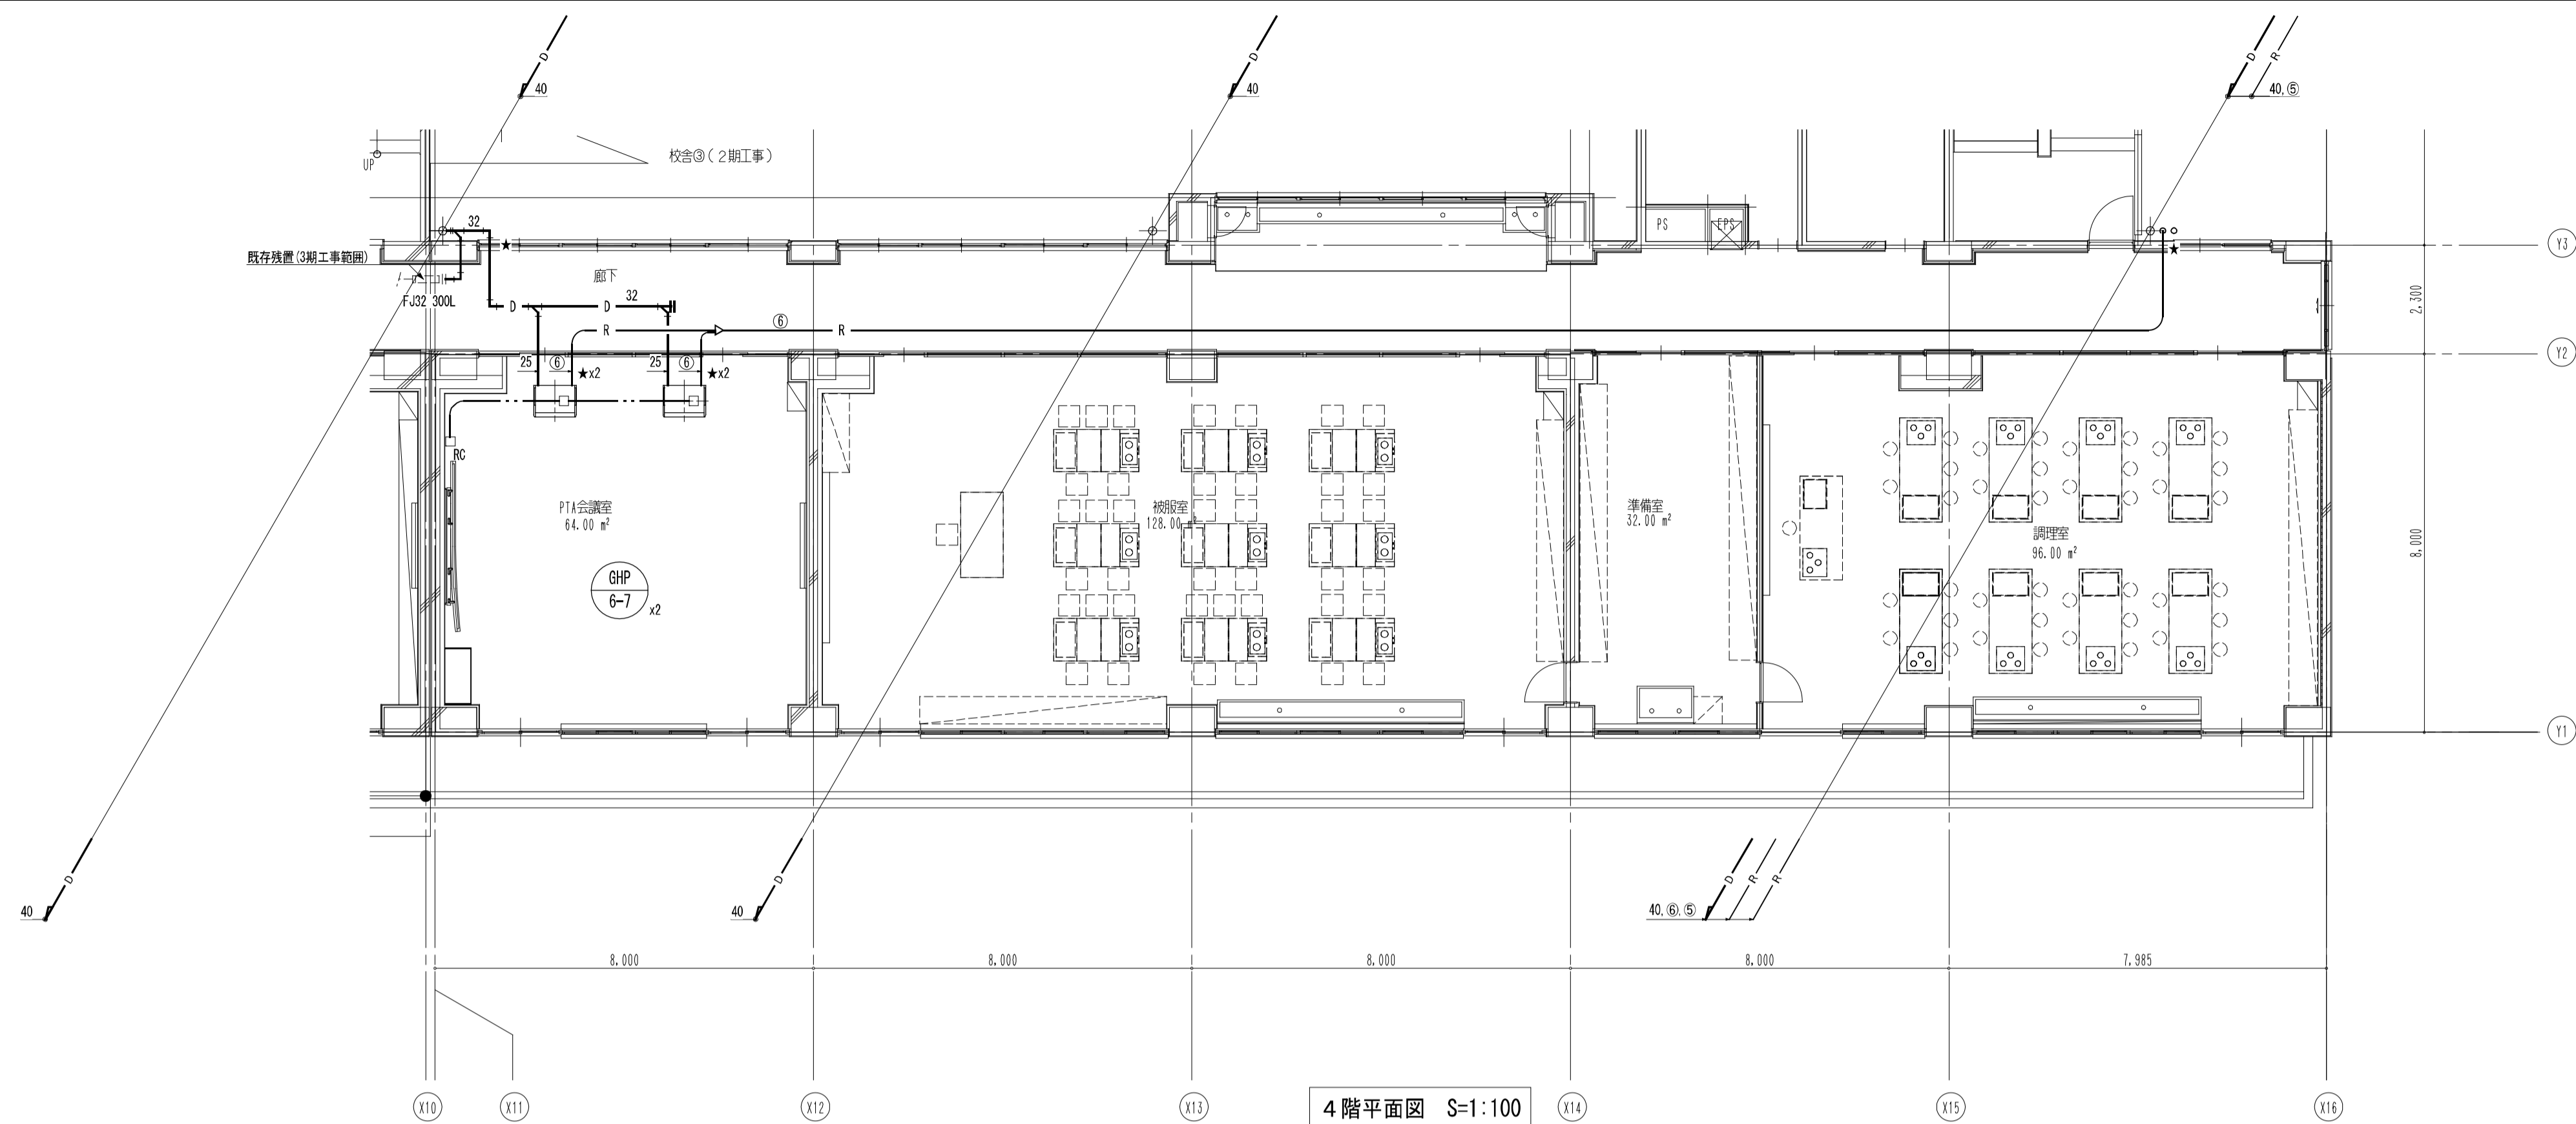 D
D
D
R
40
40
40,⑤
UP
校舎③(2期工事)
32
★
PS
EPS
★
Y3
既存残置(3期工事範囲)
廊下
FJ32 300L
D
D
32
R
⑥
R
2,300
25
⑥
★x2
25
⑥
★x2
Y2
RC
PTA会議室
64.00 m²
被服室
128.00 m²
準備室
32.00 m²
調理室
96.00 m²
8,000
GHP
6-7
x2
Y1
D
D
D
R
R
40
40
40,⑥,⑤
8,000
8,000
8,000
8,000
7,985
X10
X11
X12
X13
4階平面図 S=1:100
X14
X15
X16